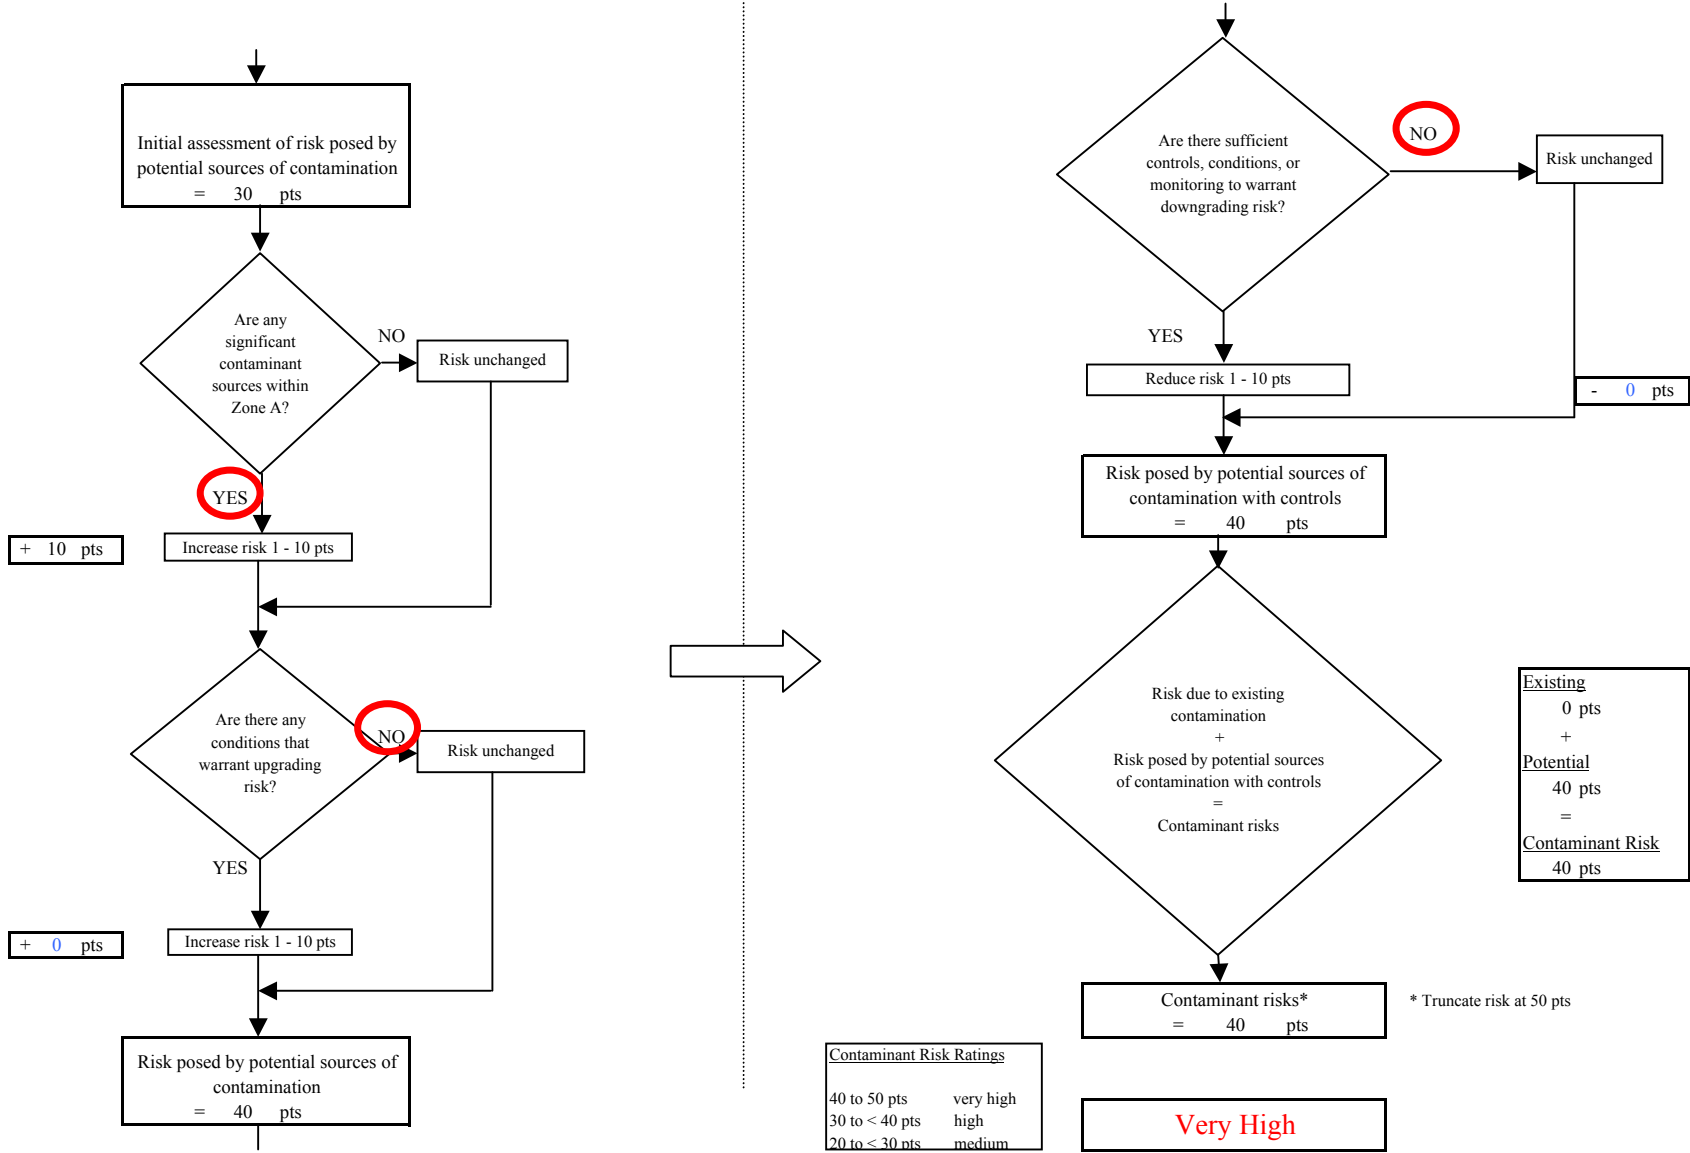 Initial assessment of risk posed by
potential sources of contamination
= 30 pts
Are any
significant
contaminant
sources within
Zone A?
NO
Risk unchanged
YES
+ 10 pts
Increase risk 1 - 10 pts
Are there any
conditions that
warrant upgrading
risk?
NO
Risk unchanged
YES
+ 0 pts
Increase risk 1 - 10 pts
Risk posed by potential sources of
contamination
= 40 pts
Are there sufficient
controls, conditions, or
monitoring to warrant
downgrading risk?
NO
Risk unchanged
YES
Reduce risk 1 - 10 pts
- 0 pts
Risk posed by potential sources of
contamination with controls
= 40 pts
Risk due to existing
contamination
+
Risk posed by potential sources
of contamination with controls
=
Contaminant risks
Existing
0 pts
+
Potential
40 pts
=
Contaminant Risk
40 pts
Contaminant risks*
= 40 pts
* Truncate risk at 50 pts
Contaminant Risk Ratings
40 to 50 pts very high
30 to < 40 pts high
20 to < 30 pts medium
Very High